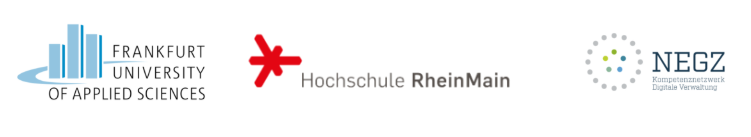 FRANKFURT
UNIVERSITY
OF APPLIED SCIENCES
Hochschule RheinMain
NEGZ
Kompetenznetzwerk
Digitale Verwaltung